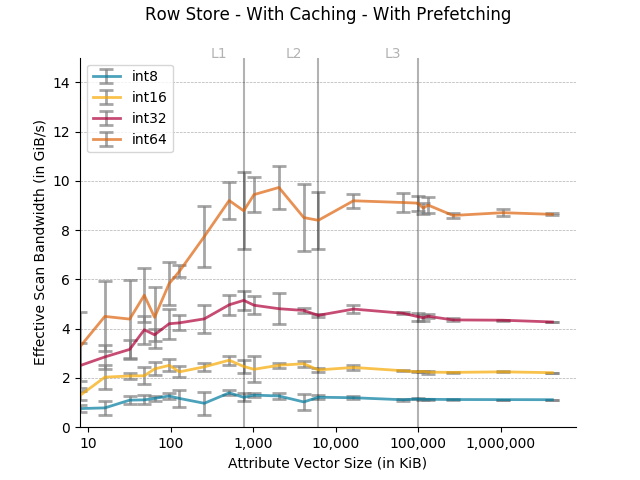 Row Store - With Caching - With Prefetching
L1 L2 L3
int8
int16
int32
int64
14
12
10
8
6
4
2
0
Effective Scan Bandwidth (in GiB/s)
10 100 1,000 10,000 100,000 1,000,000
Attribute Vector Size (in KiB)